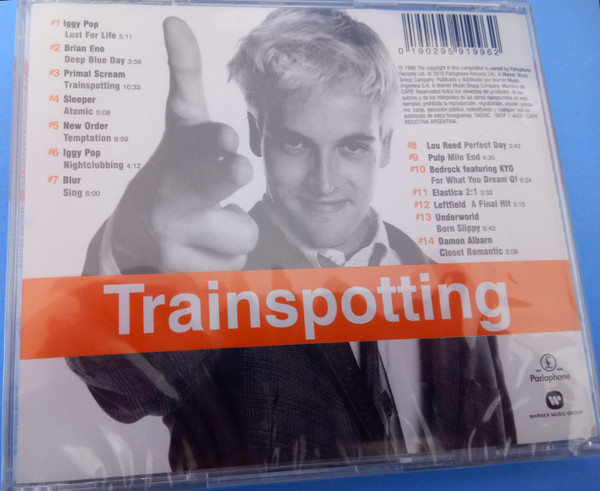 #1 Iggy Pop
Lust For Life 5:11
#2 Brian Eno
Deep Blue Day 3:56
#3 Primal Scream
Trainspotting 10:33
#4 Sleeper
Atomic 5:08
#5 New Order
Temptation 6:59
#6 Iggy Pop
Nightclubbing 4:12
#7 Blur
Sing 6:00
0 190295 919962
#8 Lou Reed Perfect Day 3:43
#9 Pulp Mile End 4:30
#10 Bedrock featuring KYO
For What You Dream Of 6:24
#11 Elastica 2:1 2:32
#12 Leftfield A Final Hit 3:15
#13 Underworld
Born Slippy 9:43
#14 Damon Albarn
Closet Romantic 3:08
Trainspotting
Parlophone
WARNER MUSIC GROUP